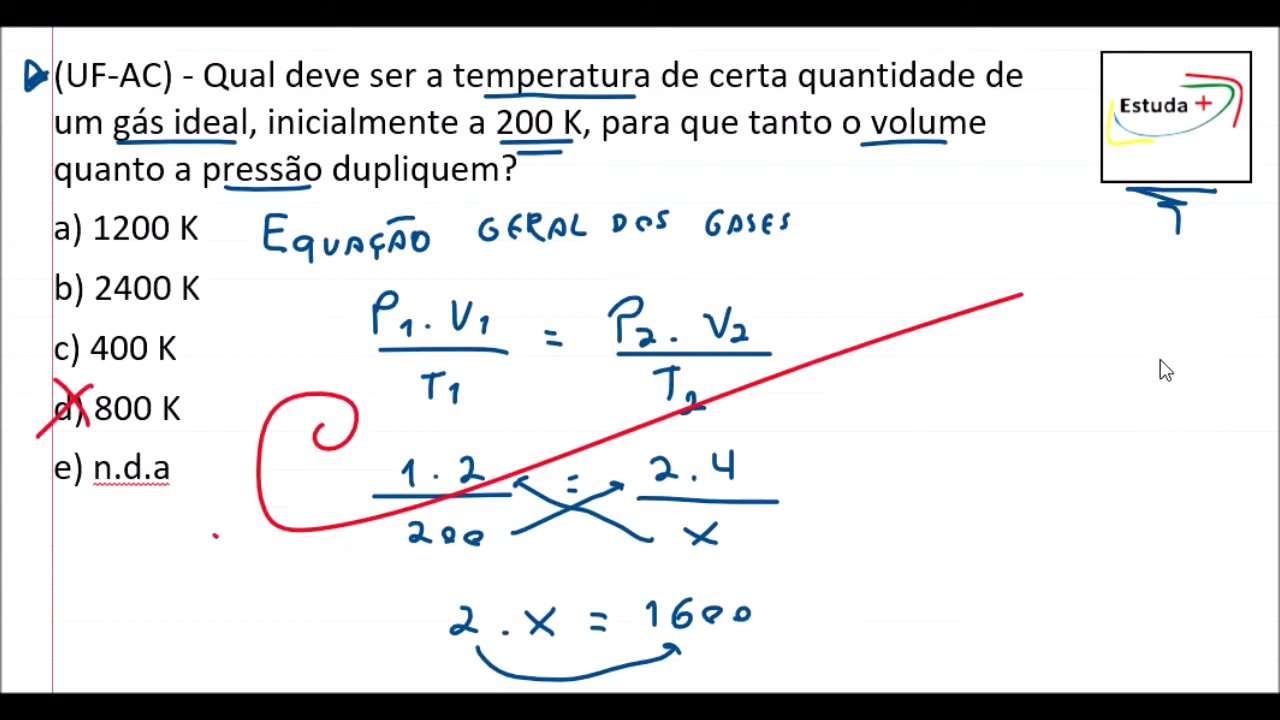 (UF-AC) - Qual deve ser a temperatura de certa quantidade de
um gás ideal, inicialmente a 200 K, para que tanto o volume
quanto a pressão dupliquem?
Estuda +
a) 1200 K
b) 2400 K
c) 400 K
d) 800 K
e) n.d.a
EQUAÇÃO GERAL DOS GASES
P1 . V1 = P2 . V2
T1 T2
1 . 2 = 2 . 4
200 x
2 . x = 1600